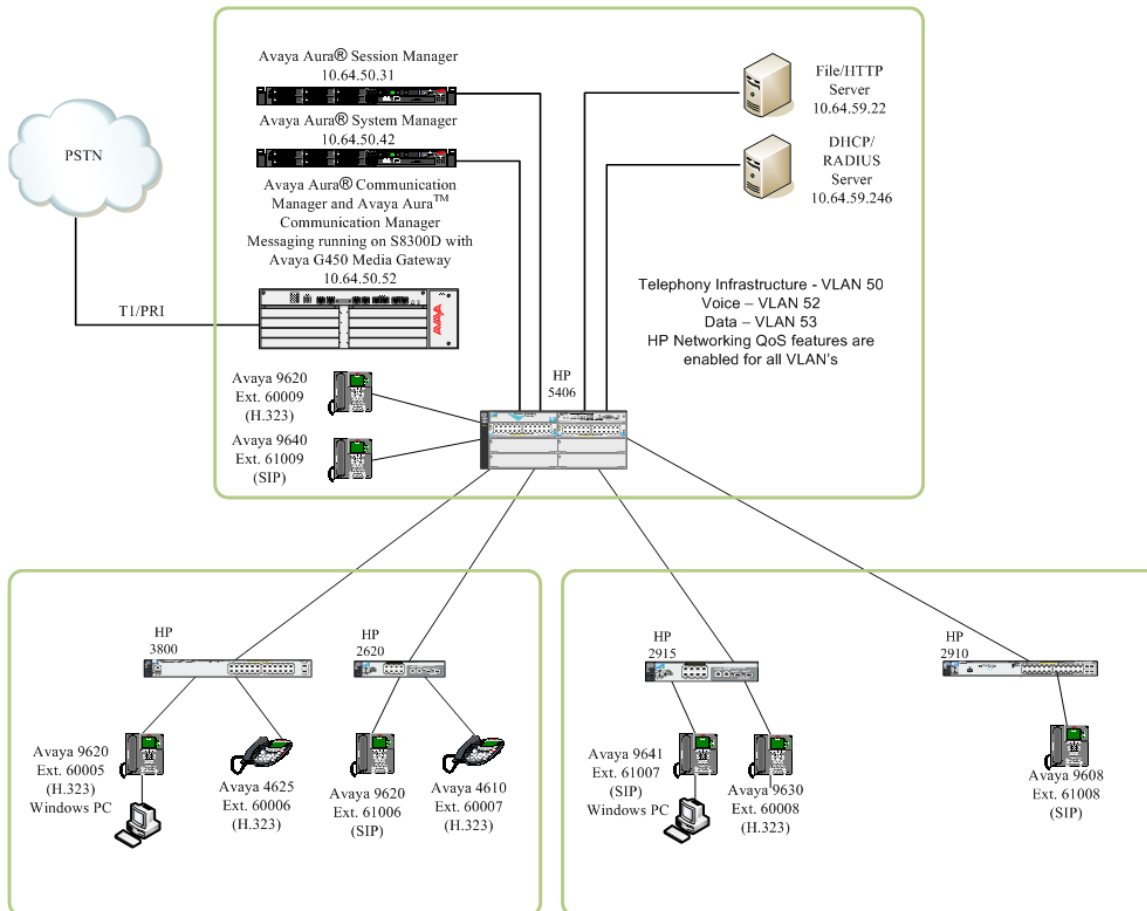 Avaya Aura® Session Manager
10.64.50.31
Avaya Aura® System Manager
10.64.50.42
Avaya Aura® Communication
Manager and Avaya Aura™
Communication Manager
Messaging running on S8300D with
Avaya G450 Media Gateway
10.64.50.52
AVAYA
PSTN
T1/PRI
File/HTTP
Server
10.64.59.22
DHCP/
RADIUS
Server
10.64.59.246
Telephony Infrastructure - VLAN 50
Voice – VLAN 52
Data – VLAN 53
HP Networking QoS features are
enabled for all VLAN's
Avaya 9620
Ext. 60009
(H.323)
Avaya 9640
Ext. 61009
(SIP)
HP
5406
HP
3800
HP
2620
Avaya 9620
Ext. 60005
(H.323)
Windows PC
Avaya 4625
Ext. 60006
(H.323)
Avaya 9620
Ext. 61006
(SIP)
Avaya 4610
Ext. 60007
(H.323)
HP
2915
HP
2910
Avaya 9641
Ext. 61007
(SIP)
Windows PC
Avaya 9630
Ext. 60008
(H.323)
Avaya 9608
Ext. 61008
(SIP)